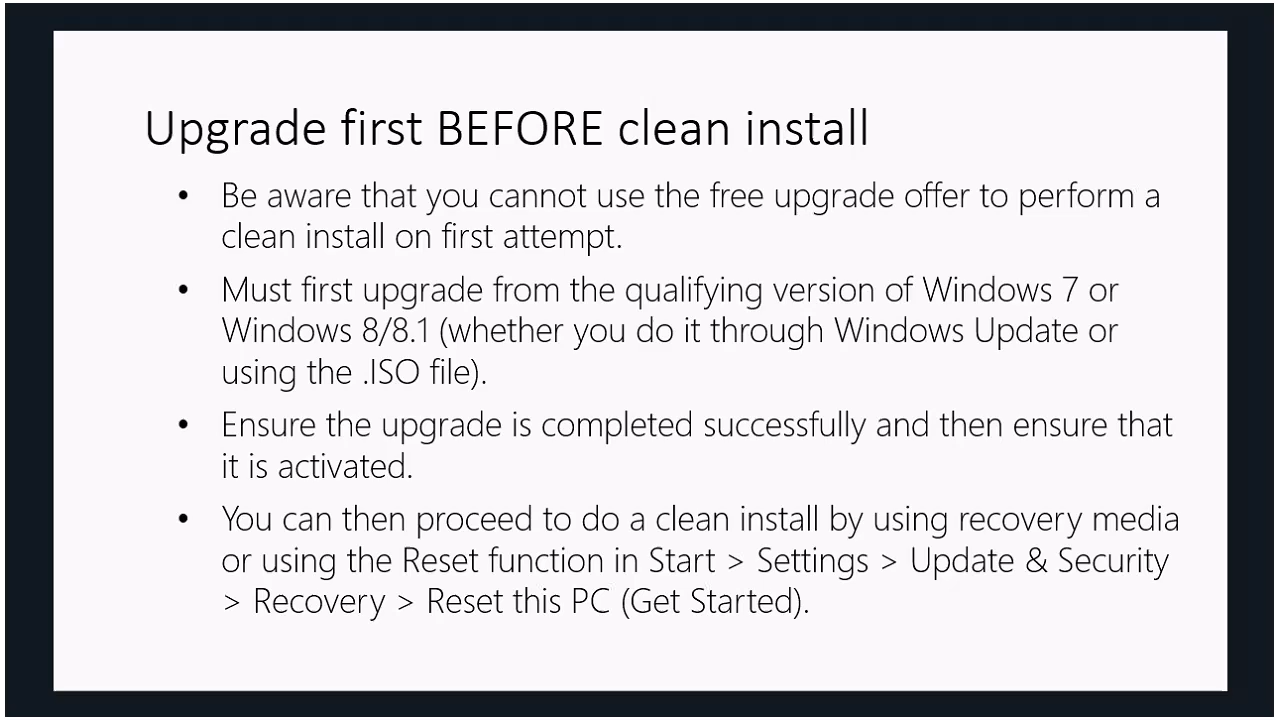 Upgrade first BEFORE clean install
• Be aware that you cannot use the free upgrade offer to perform a
clean install on first attempt.
• Must first upgrade from the qualifying version of Windows 7 or
Windows 8/8.1 (whether you do it through Windows Update or
using the .ISO file).
• Ensure the upgrade is completed successfully and then ensure that
it is activated.
• You can then proceed to do a clean install by using recovery media
or using the Reset function in Start > Settings > Update & Security
> Recovery > Reset this PC (Get Started).